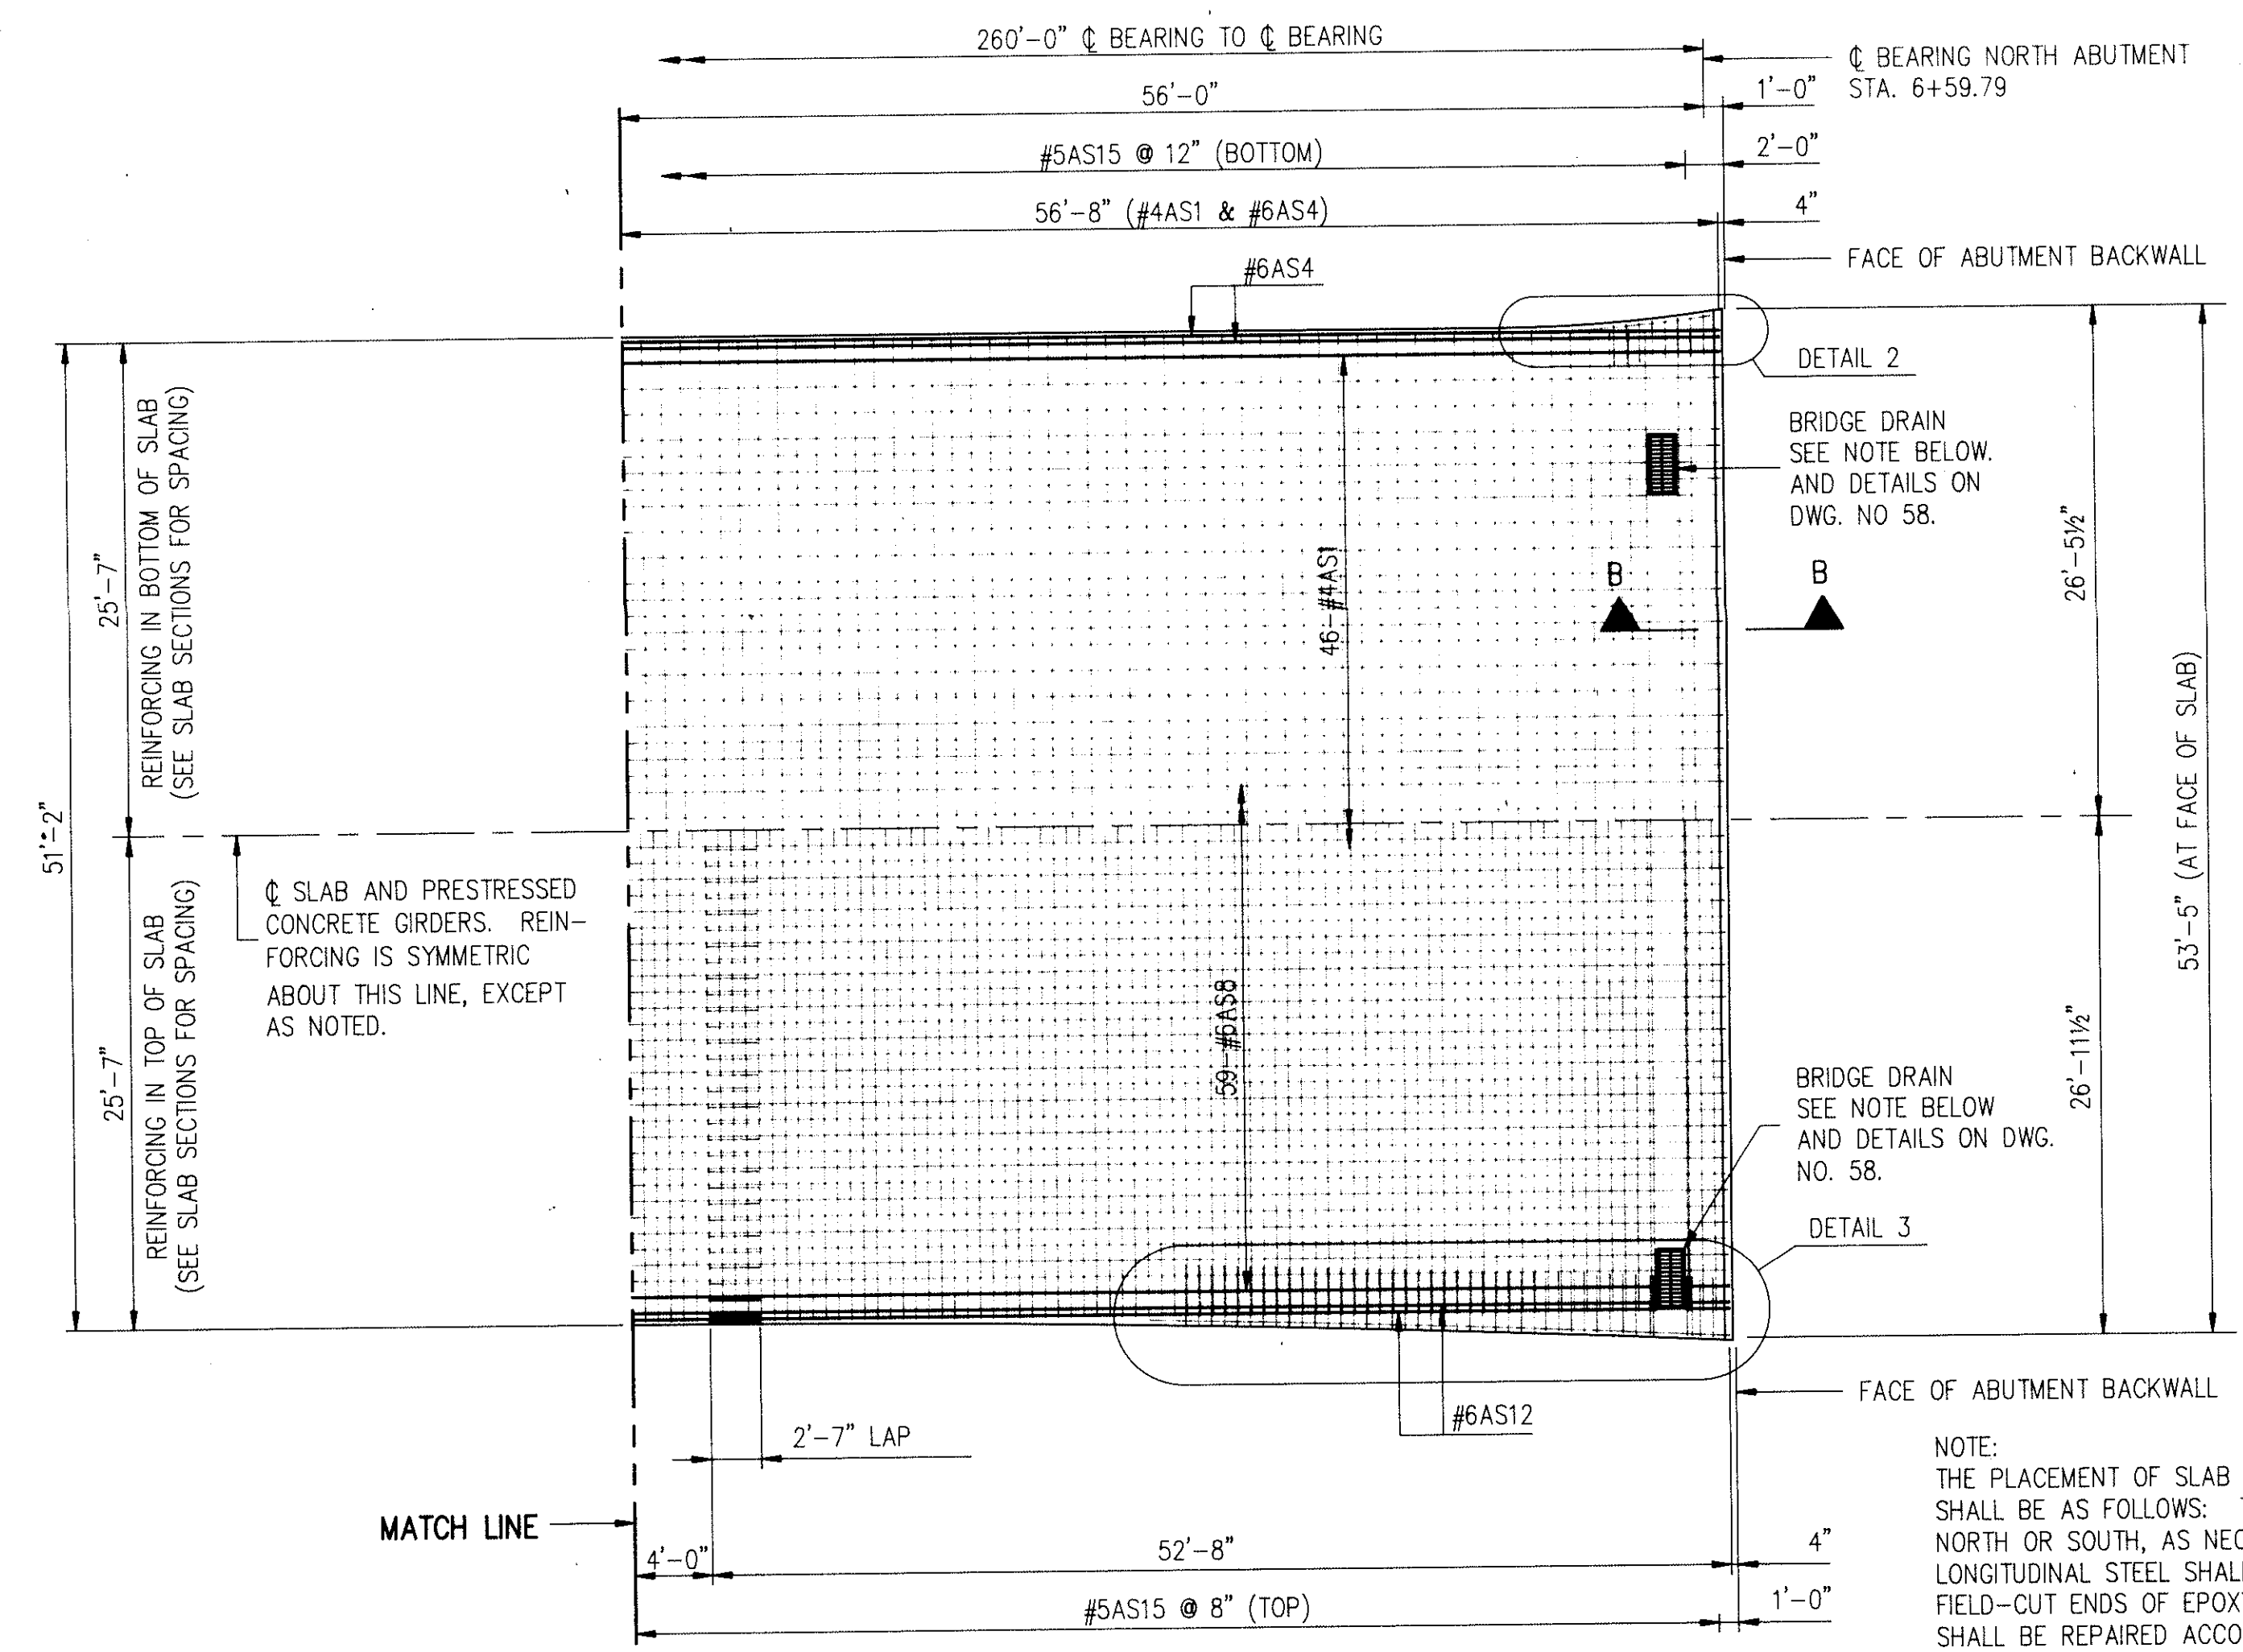 260'-0" ℄ BEARING TO ℄ BEARING
℄ BEARING NORTH ABUTMENT
STA. 6+59.79
56'-0"
1'-0"
#5AS15 @ 12" (BOTTOM)
2'-0"
56'-8" (#4AS1 & #6AS4)
4"
FACE OF ABUTMENT BACKWALL
#6AS4
DETAIL 2
BRIDGE DRAIN
SEE NOTE BELOW.
AND DETAILS ON
DWG. NO 58.
B
B
46-#4AS1
26'-5½"
53'-5" (AT FACE OF SLAB)
51'-2"
25'-7"
REINFORCING IN BOTTOM OF SLAB
(SEE SLAB SECTIONS FOR SPACING)
℄ SLAB AND PRESTRESSED
CONCRETE GIRDERS. REIN-
FORCING IS SYMMETRIC
ABOUT THIS LINE, EXCEPT
AS NOTED.
25'-7"
REINFORCING IN TOP OF SLAB
(SEE SLAB SECTIONS FOR SPACING)
59-#6AS8
26'-11½"
BRIDGE DRAIN
SEE NOTE BELOW
AND DETAILS ON DWG.
NO. 58.
DETAIL 3
FACE OF ABUTMENT BACKWALL
#6AS12
2'-7" LAP
MATCH LINE
4'-0"
52'-8"
4"
#5AS15 @ 8" (TOP)
1'-0"
NOTE:
THE PLACEMENT OF SLAB
SHALL BE AS FOLLOWS:
NORTH OR SOUTH, AS
LONGITUDINAL STEEL
FIELD-CUT ENDS OF
SHALL BE REPAIRED